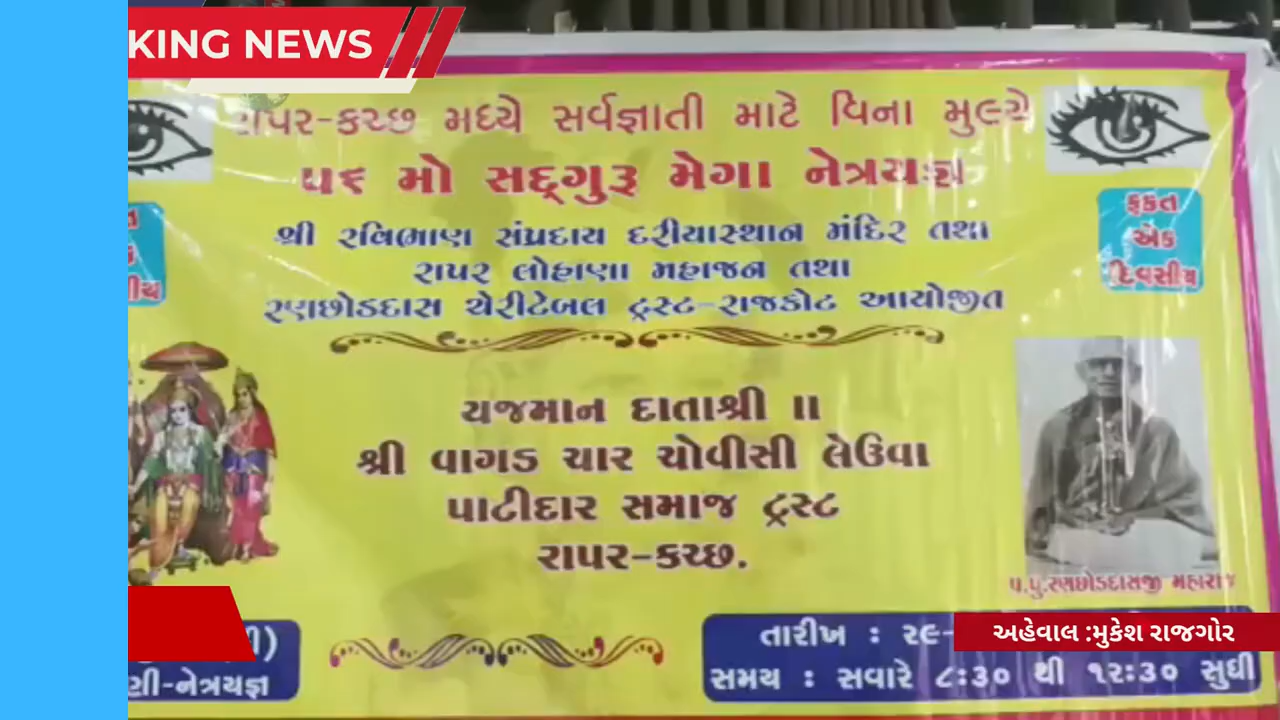 KING NEWS
રાપર-કચ્છ મધ્યે સર્વજ્ઞાતી માટે વિના મુલ્યે
૫૬ મો સદ્ગુરૂ મેગા નેત્રયજ્ઞ
ફકત
એક
દિવસીય
શ્રી રવિભાણ સંપ્રદાય દરીયાસ્થાન મંદિર તથા
રાપર લોહાણા મહાજન તથા
રણછોડદાસ ચેરીટેબલ ટ્રસ્ટ-રાજકોટ આયોજીત
યજમાન દાતાશ્રી ॥
શ્રી વાગડ ચાર ચોવીસી લેઉવા
પાટીદાર સમાજ ટ્રસ્ટ
રાપર-કચ્છ.
પ.પુ.રણછોડદાસજી મહારાજ
તારીખ : ૨૯-
અહેવાલ :મુકેશ રાજગોર
સમય : સવારે ૮:૩૦ થી ૧૨:૩૦ સુધી
-નેત્રયજ્ઞ